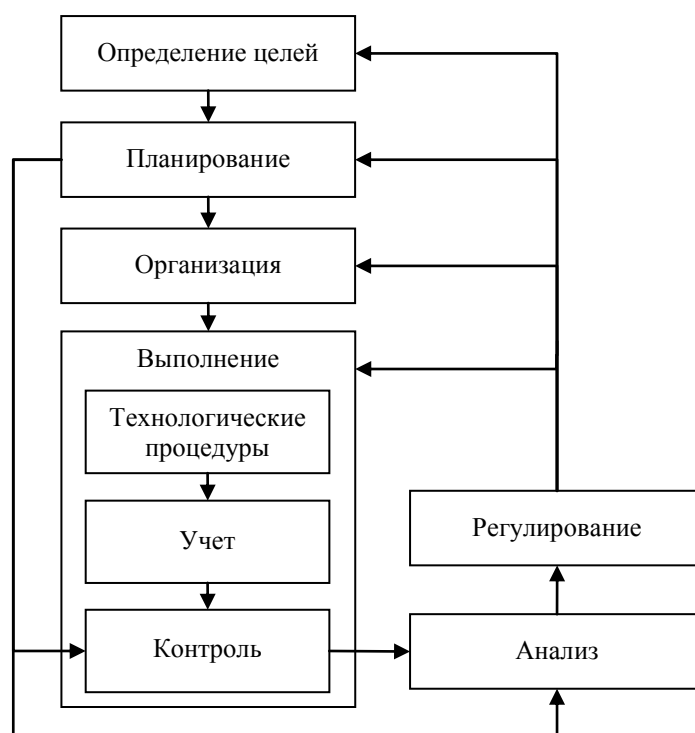 Определение целей
Планирование
Организация
Выполнение
Технологические
процедуры
Учет
Регулирование
Контроль
Анализ